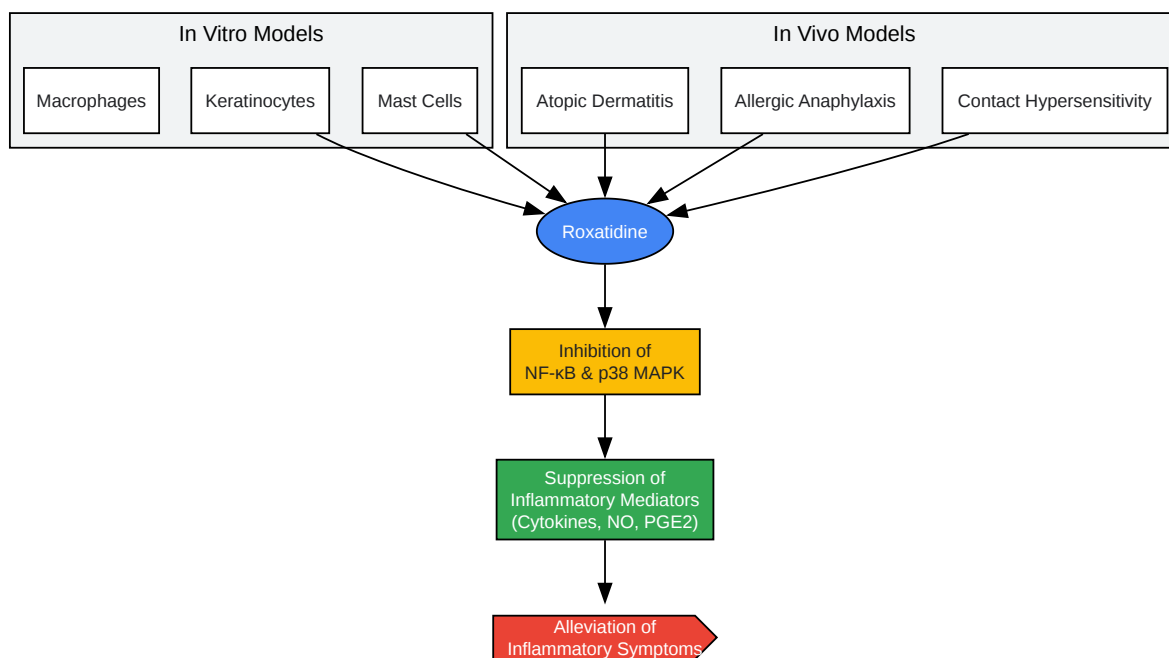 In Vitro Models
In Vivo Models
Macrophages
Keratinocytes
Mast Cells
Atopic Dermatitis
Allergic Anaphylaxis
Contact Hypersensitivity
Roxatidine
Inhibition of
NF-κB & p38 MAPK
Suppression of
Inflammatory Mediators
(Cytokines, NO, PGE2)
Alleviation of
Inflammatory Symptoms